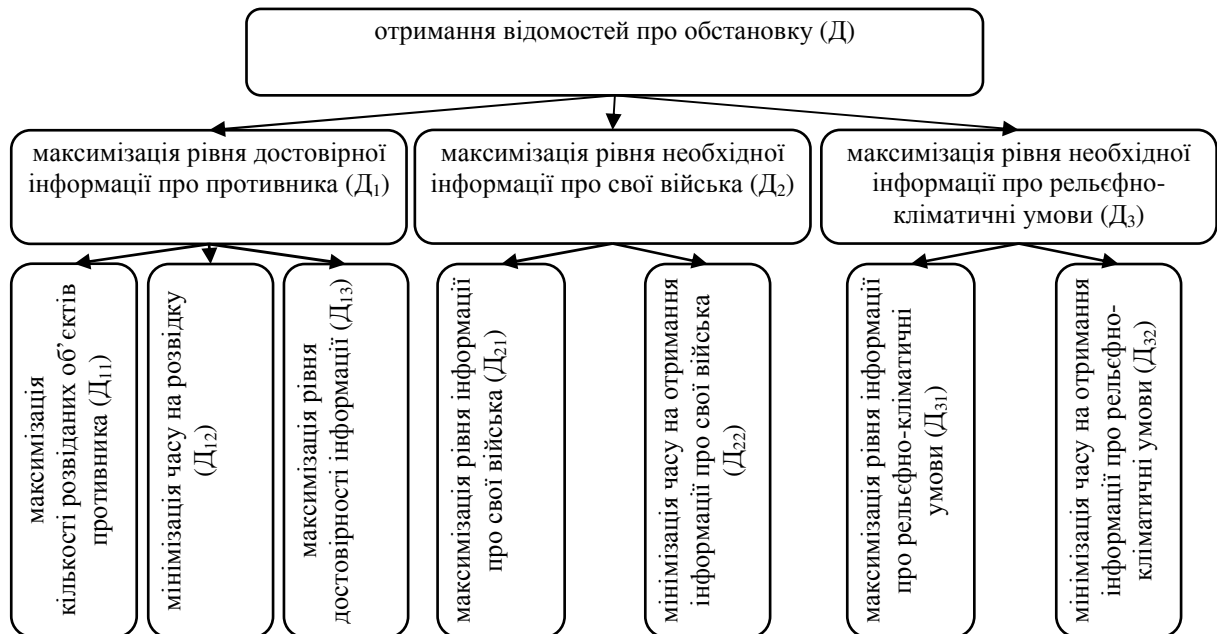 отримання відомостей про обстановку (Д)
максимізація рівня достовірної
інформації про противника (Д₁)
максимізація рівня необхідної
інформації про свої війська (Д₂)
максимізація рівня необхідної
інформації про рельєфно-
кліматичні умови (Д₃)
максимізація
кількості розвіданих об’єктів
противника (Д₁₁)
мінімізація часу на розвідку
(Д₁₂)
максимізація рівня
достовірності інформації (Д₁₃)
максимізація рівня інформації
про свої війська (Д₂₁)
мінімізація часу на отримання
інформації про свої війська
(Д₂₂)
максимізація рівня інформації
про рельєфно-кліматичні
умови (Д₃₁)
мінімізація часу на отримання
інформації про рельєфно-
кліматичні умови (Д₃₂)